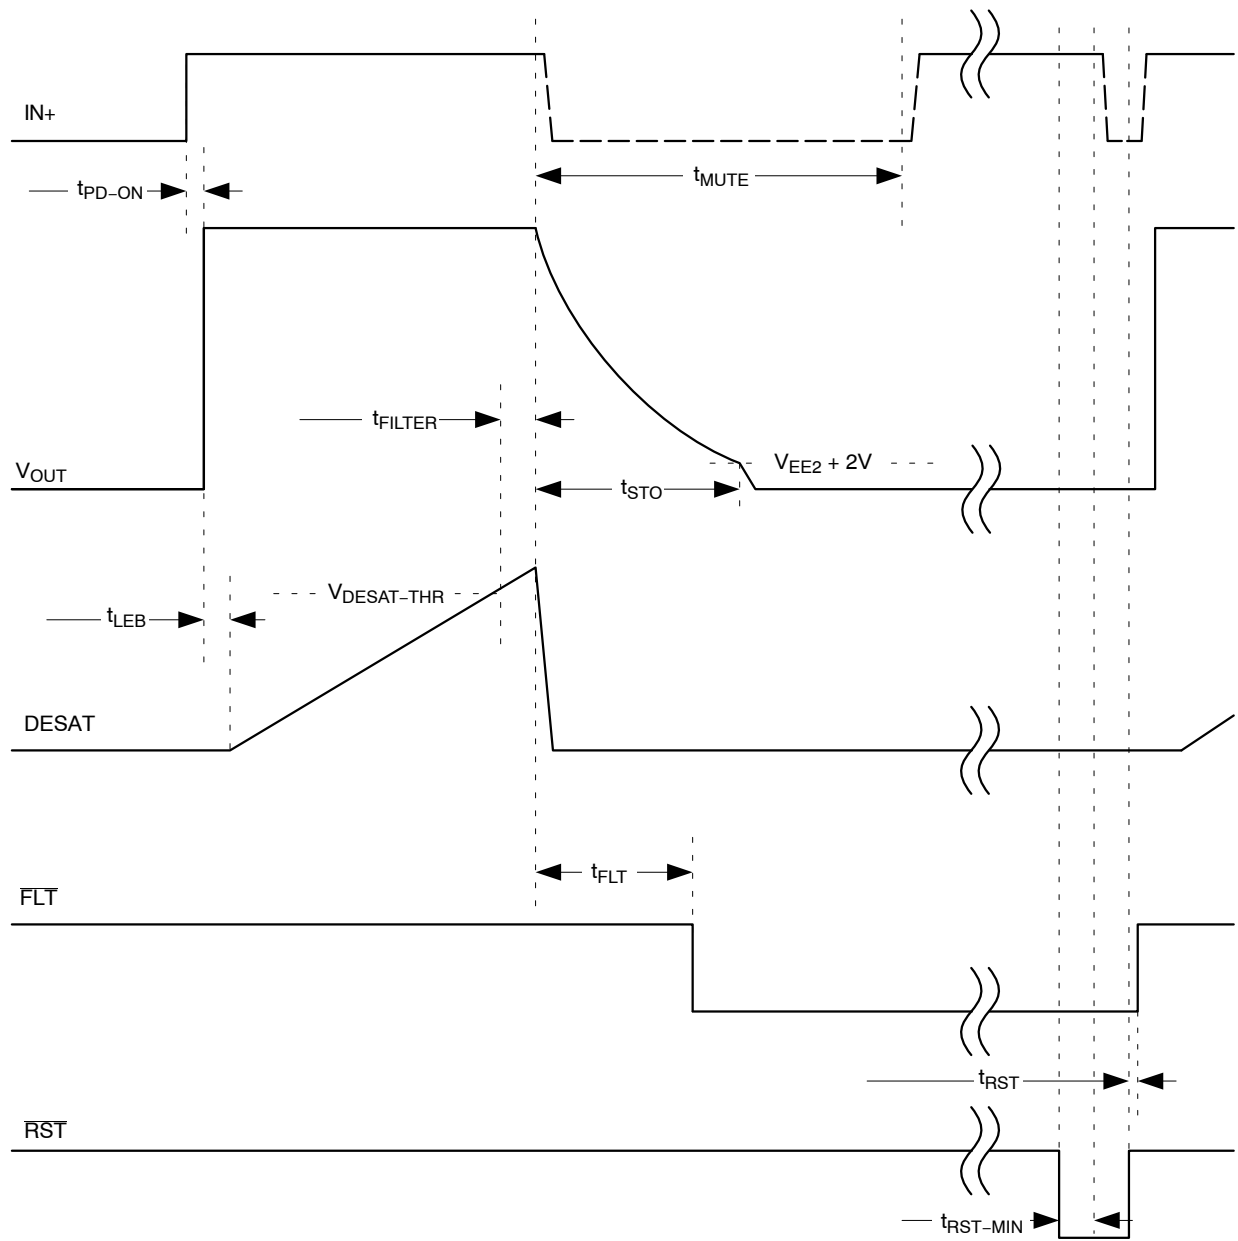 IN+
tPD–ON
tMUTE
tFILTER
VOUT
VEE2 + 2V
tSTO
VDESAT–THR
tLEB
DESAT
tFLT
FLT
tRST
RST
tRST–MIN